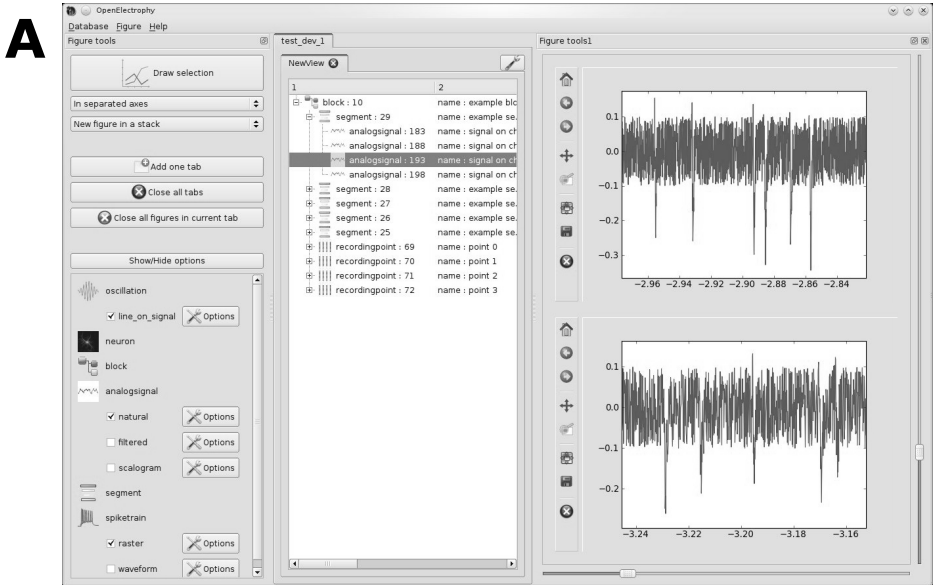 A
OpenElectrophy
Database Figure Help
Figure tools
Draw selection
In separated axes
New figure in a stack
Add one tab
Close all tabs
Close all figures in current tab
Show/Hide options
oscillation
line_on_signal Options
neuron
block
analogsignal
natural Options
filtered Options
scalogram Options
segment
spiketrain
raster Options
waveform Options
test_dev_1
NewView
1 2
block : 10 name : example blo
segment : 29 name : example se.
analogsignal : 183 name : signal on ch
analogsignal : 188 name : signal on ch
analogsignal : 193 name : signal on ch
analogsignal : 198 name : signal on ch
segment : 28 name : example se.
segment : 27 name : example se.
segment : 26 name : example se.
segment : 25 name : example se.
recordingpoint : 69 name : point 0
recordingpoint : 70 name : point 1
recordingpoint : 71 name : point 2
recordingpoint : 72 name : point 3
Figure tools1
0.1
0.0
−0.1
−0.2
−0.3
−2.96 −2.94 −2.92 −2.90 −2.88 −2.86 −2.84
0.1
0.0
−0.1
−0.2
−3.24 −3.22 −3.20 −3.18 −3.16